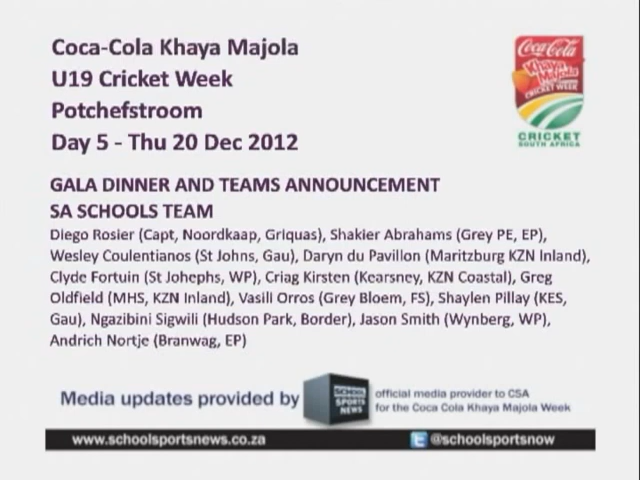 Coca-Cola Khaya Majola
U19 Cricket Week
Potchefstroom
Day 5 - Thu 20 Dec 2012
Coca-Cola
Khaya
Majola
CRICKET WEEK
CRICKET
SOUTH AFRICA
GALA DINNER AND TEAMS ANNOUNCEMENT
SA SCHOOLS TEAM
Diego Rosier (Capt, Noordkaap, Griquas), Shakier Abrahams (Grey PE, EP),
Wesley Coulentianos (St Johns, Gau), Daryn du Pavillon (Maritzburg KZN Inland),
Clyde Fortuin (St Johephs, WP), Criag Kirsten (Kearsney, KZN Coastal), Greg
Oldfield (MHS, KZN Inland), Vasili Orros (Grey Bloem, FS), Shaylen Pillay (KES,
Gau), Ngazibini Sigwili (Hudson Park, Border), Jason Smith (Wynberg, WP),
Andrich Nortje (Branwag, EP)
Media updates provided by
SCHOOL
SPORTS
NEWS
official media provider to CSA
for the Coca Cola Khaya Majola Week
www.schoolsportsnews.co.za
@schoolsportsnow